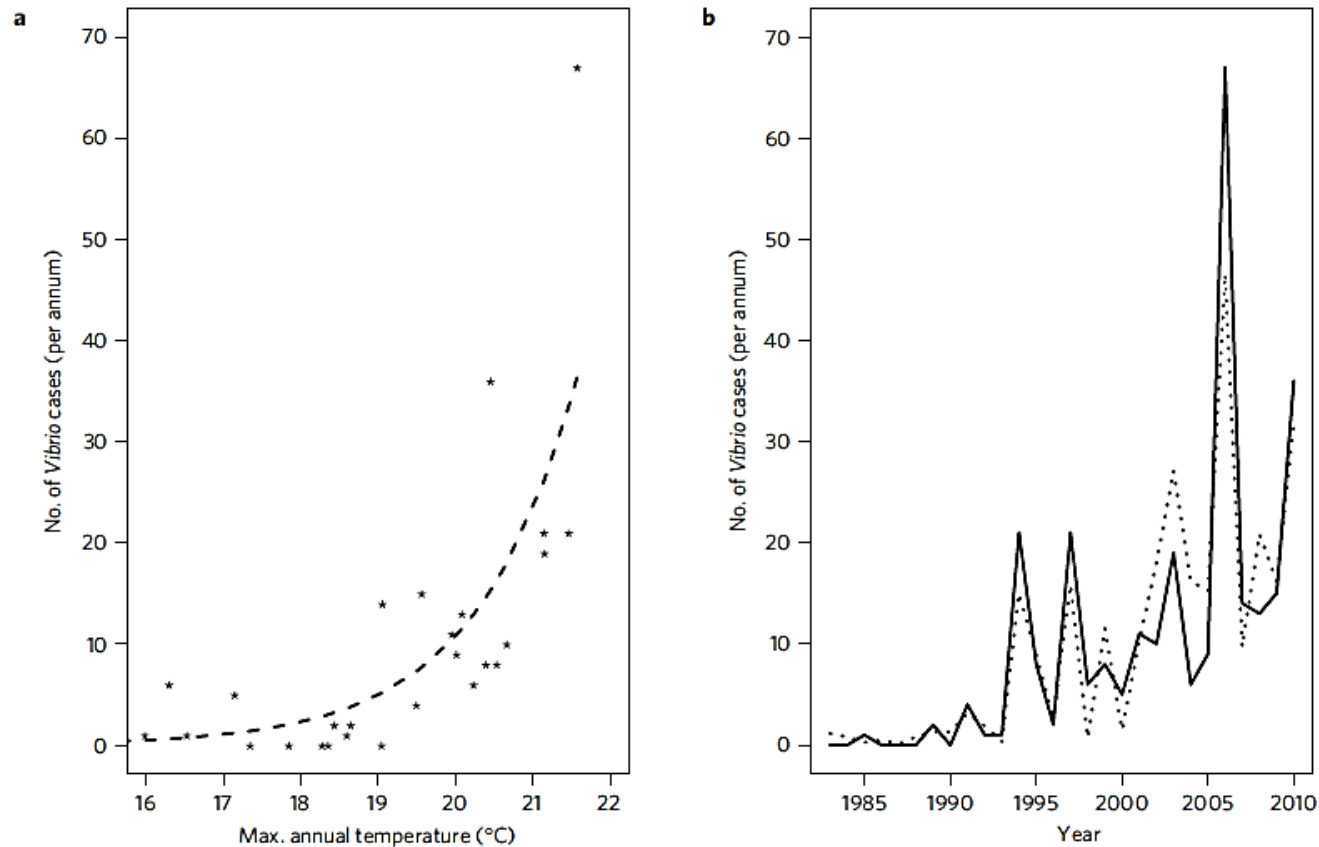 a
70
60
50
40
30
20
10
0
No. of Vibrio cases (per annum)
16 17 18 19 20 21 22
Max. annual temperature (°C)
b
70
60
50
40
30
20
10
0
No. of Vibrio cases (per annum)
1985 1990 1995 2000 2005 2010
Year